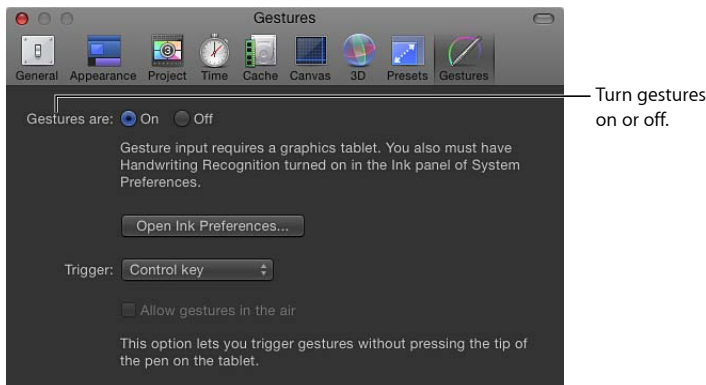 Gestures
General Appearance Project Time Cache Canvas 3D Presets Gestures
Turn gestures
on or off.
Gestures are: On Off
Gesture input requires a graphics tablet. You also must have
Handwriting Recognition turned on in the Ink panel of System
Preferences.
Open Ink Preferences...
Trigger: Control key
Allow gestures in the air
This option lets you trigger gestures without pressing the tip of
the pen on the tablet.